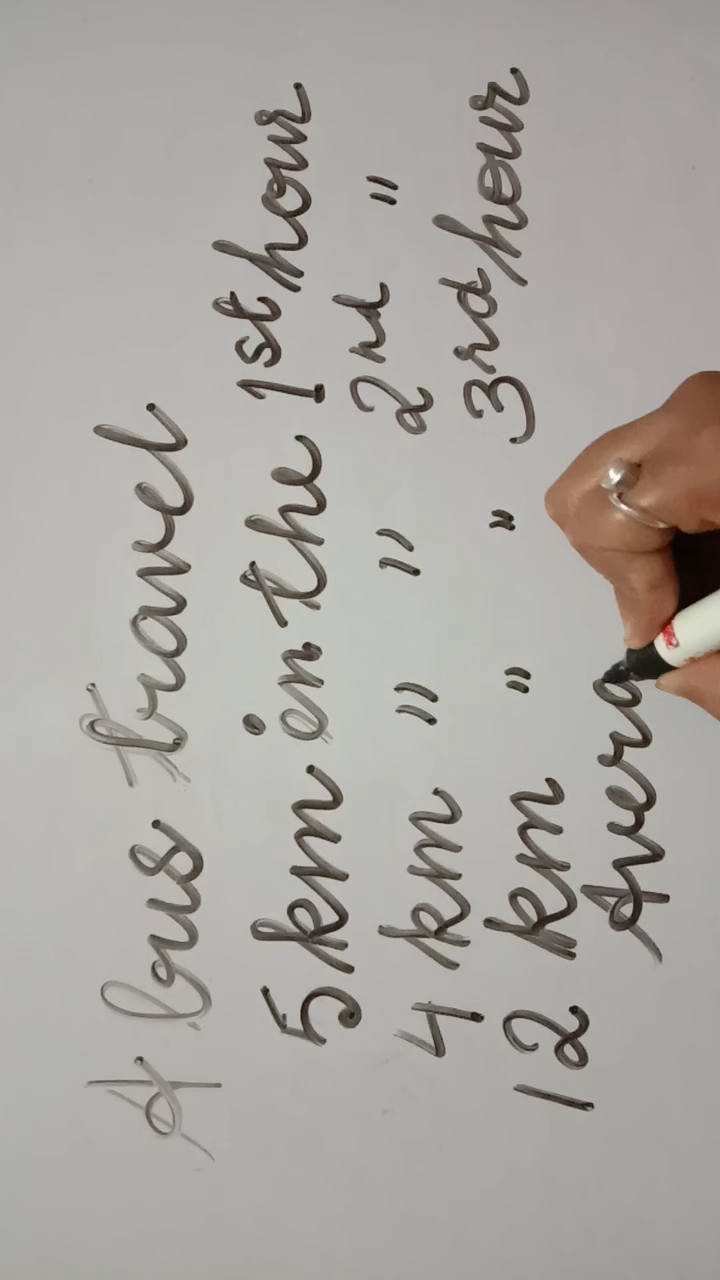 A bus travel
5 km in the 1st hour
4 km " " 2nd "
12 km " " 3rd hour
Avera